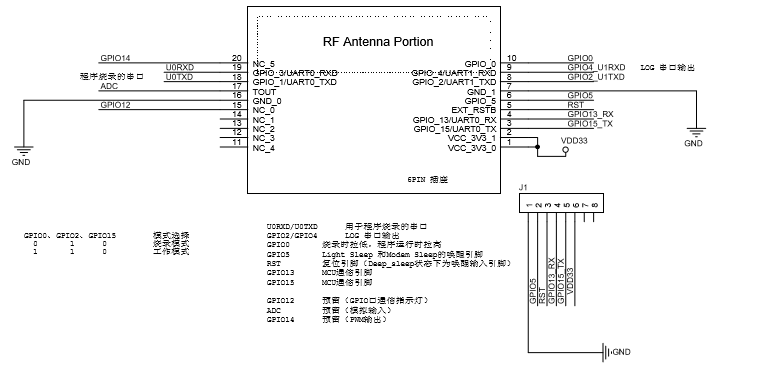 RF Antenna Portion
GPIO14 20 NC_5
U0RXD 19 GPIO_3/UART0_RXD
程序烧录的串口 U0TXD 18 GPIO_1/UART0_TXD
ADC 17 TOUT
16 GND_0
GPIO12 15 NC_0
14 NC_1
13 NC_2
12 NC_3
11 NC_4
GND
GPIO_0 10 GPIO0
GPIO_4/UART1_RXD 9 GPIO4_U1RXD LOG 串口输出
GPIO_2/UART1_TXD 8 GPIO2_U1TXD
GND_1 7
GPIO_5 6 GPIO5
EXT_RSTB 5 RST
GPIO_13/UART0_RX 4 GPIO13_RX
GPIO_15/UART0_TX 3 GPIO15_TX
VCC_3V3_1 2
VCC_3V3_0 1
VDD33
GND
6PIN 插座
J1
1 2 3 4 5 6 7 8
GPIO5
RST
GPIO13_RX
GPIO15_TX
VDD33
GND
GPIO0、GPIO2、GPIO15 模式选择
0 1 0 烧录模式
1 1 0 工作模式
U0RXD/U0TXD 用于程序烧录的串口
GPIO2/GPIO4 LOG 串口输出
GPIO0 烧录时拉低，程序运行时拉高
GPIO5 Light Sleep 和Modem Sleep的唤醒引脚
RST 复位引脚（Deep_sleep状态下为唤醒输入引脚）
GPIO13 MCU通信引脚
GPIO15 MCU通信引脚
GPIO12 预留（GPIO口通信指示灯）
ADC 预留（模拟输入）
GPIO14 预留（PWM输出）